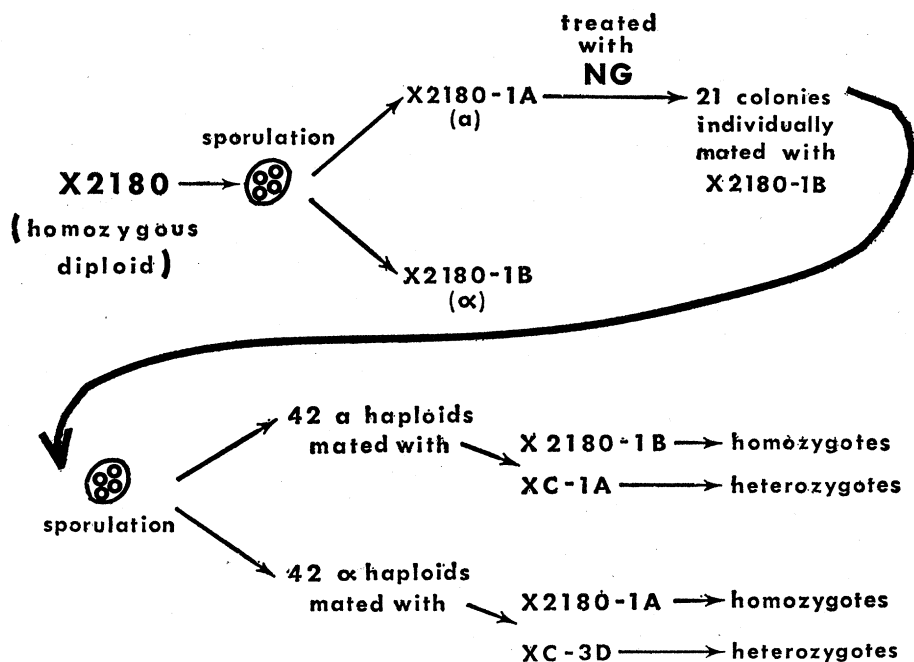 treated
with
NG
X2180-1A
(a)
21 colonies
individually
mated with
X2180-1B
sporulation
X2180
(homozygous
diploid)
X2180-1B
(α)
42 a haploids
mated with
X2180-1B
homozygotes
XC-1A
heterozygotes
sporulation
42 α haploids
mated with
X2180-1A
homozygotes
XC-3D
heterozygotes